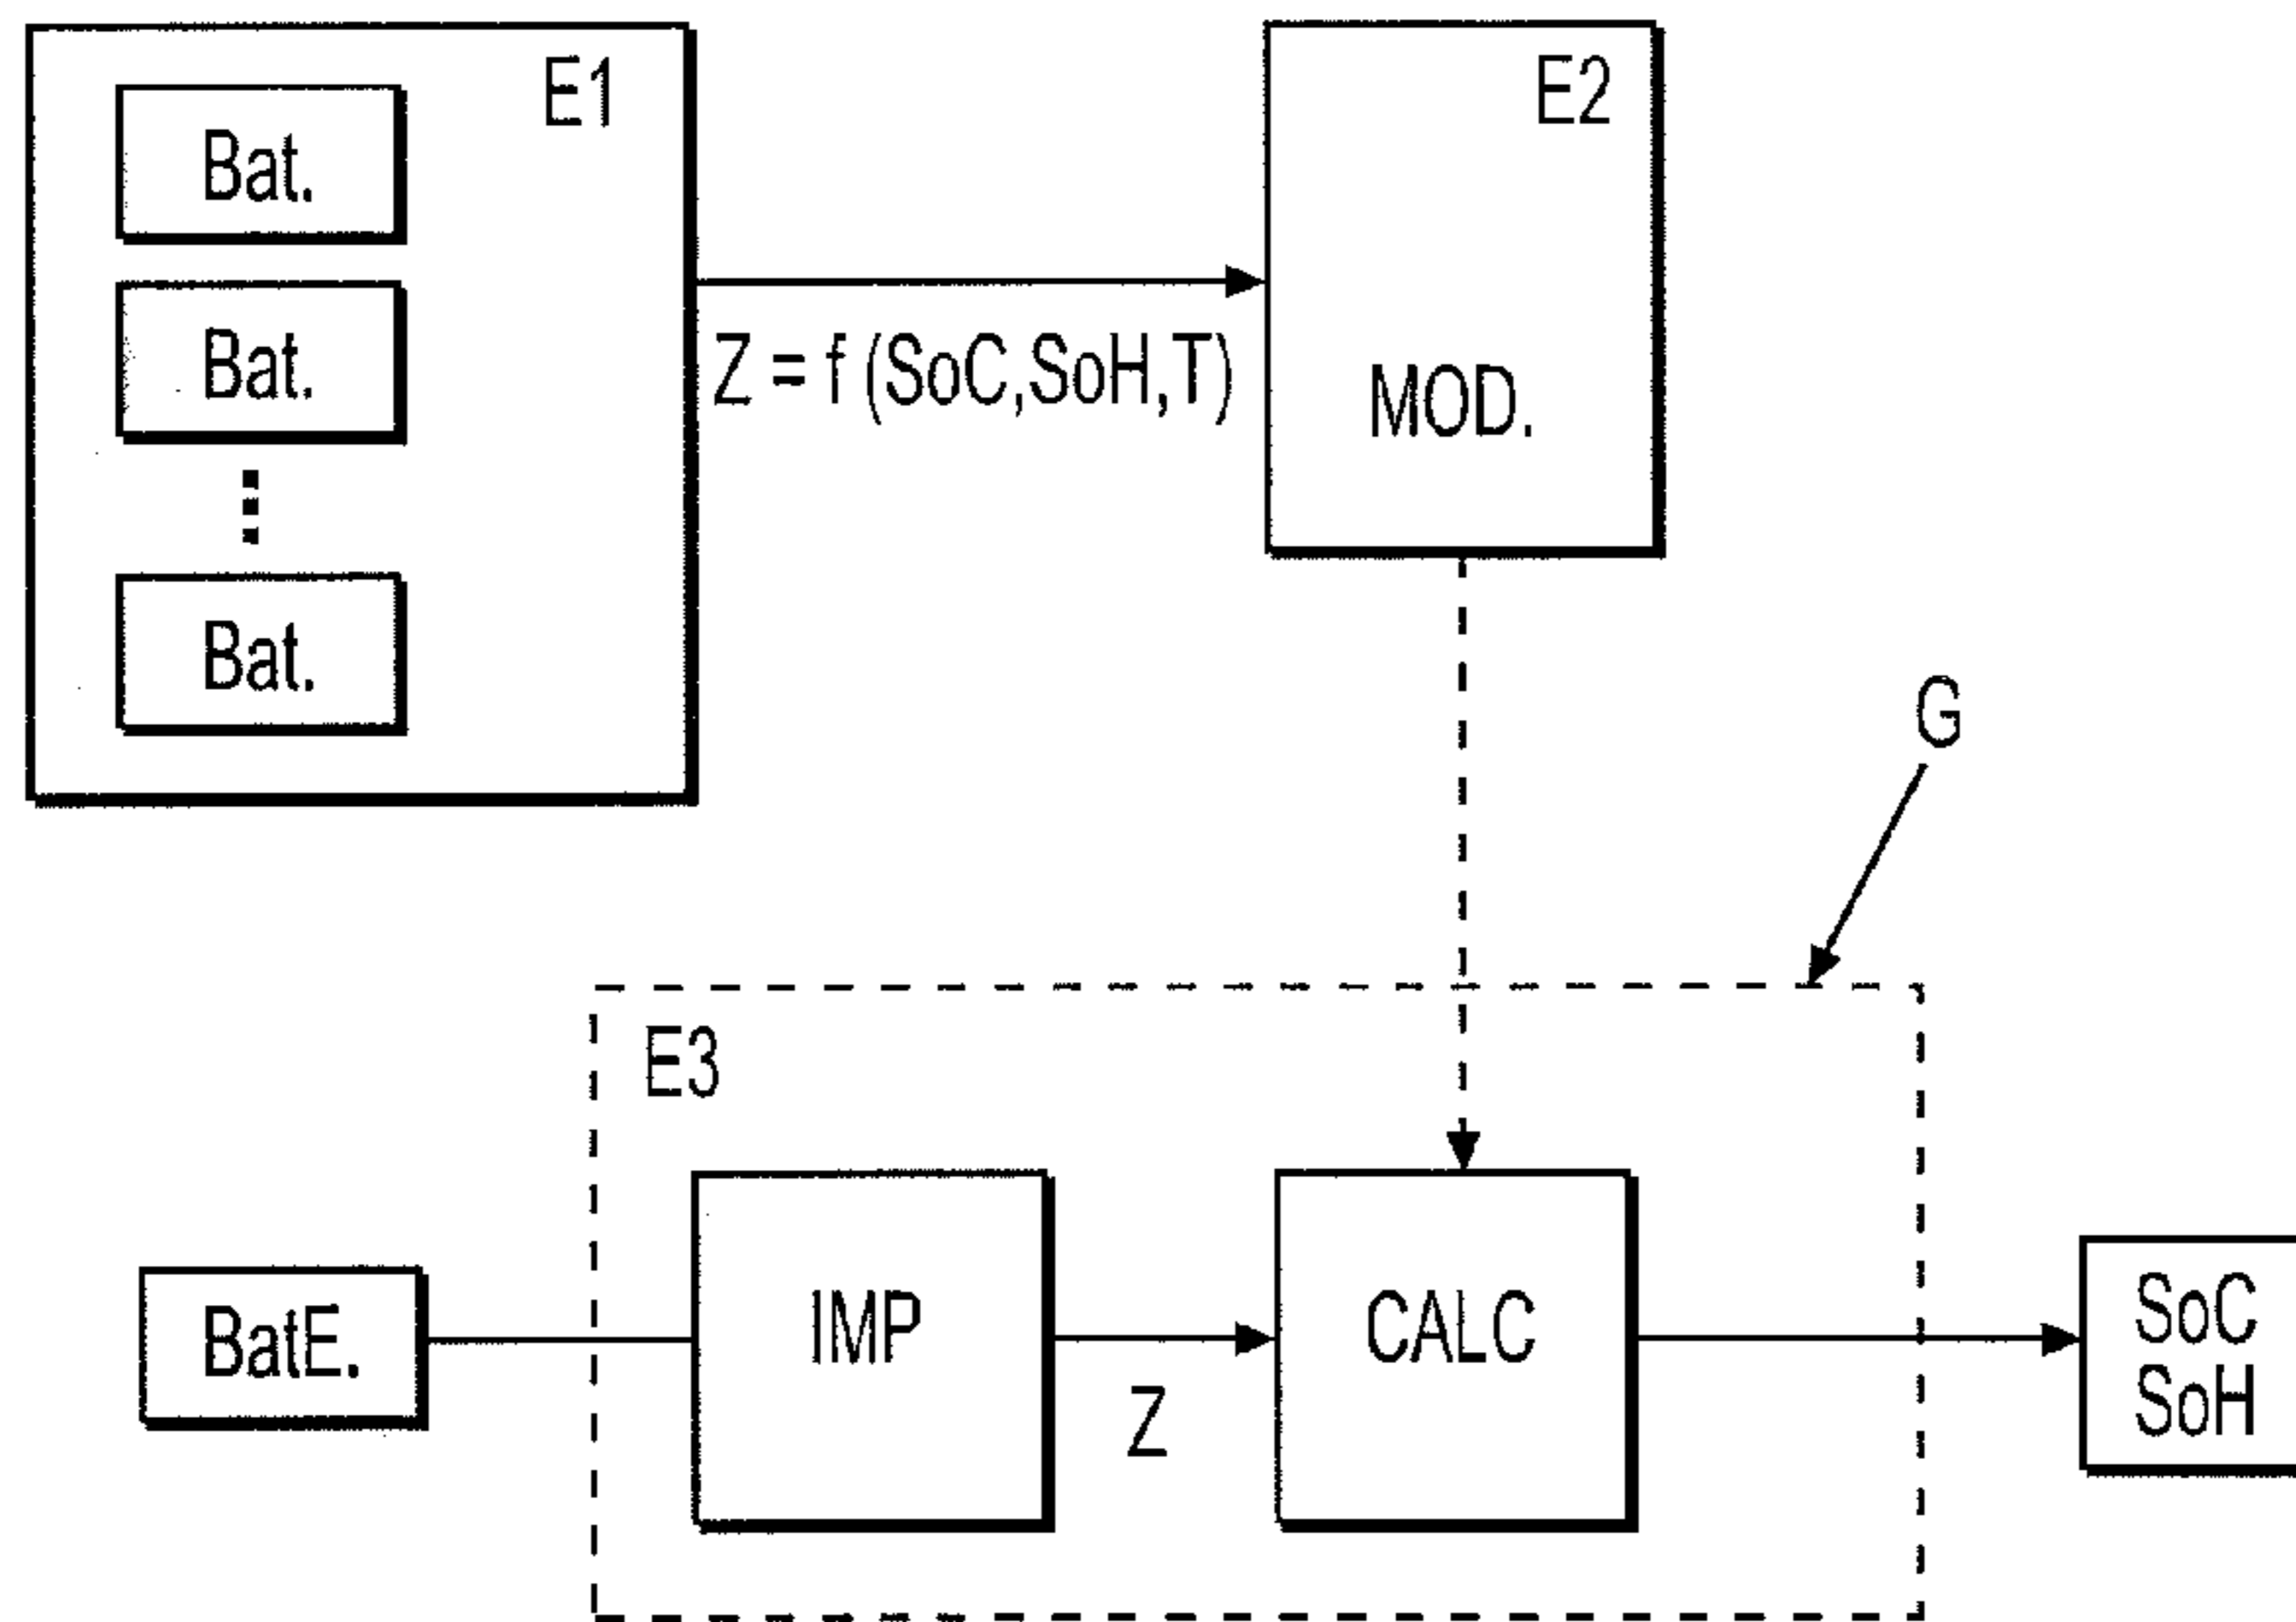 E1
Bat.
Bat.
Bat.
Z = f (SoC,SoH,T)
E2
MOD.
G
E3
BatE.
IMP
Z
CALC
SoC
SoH